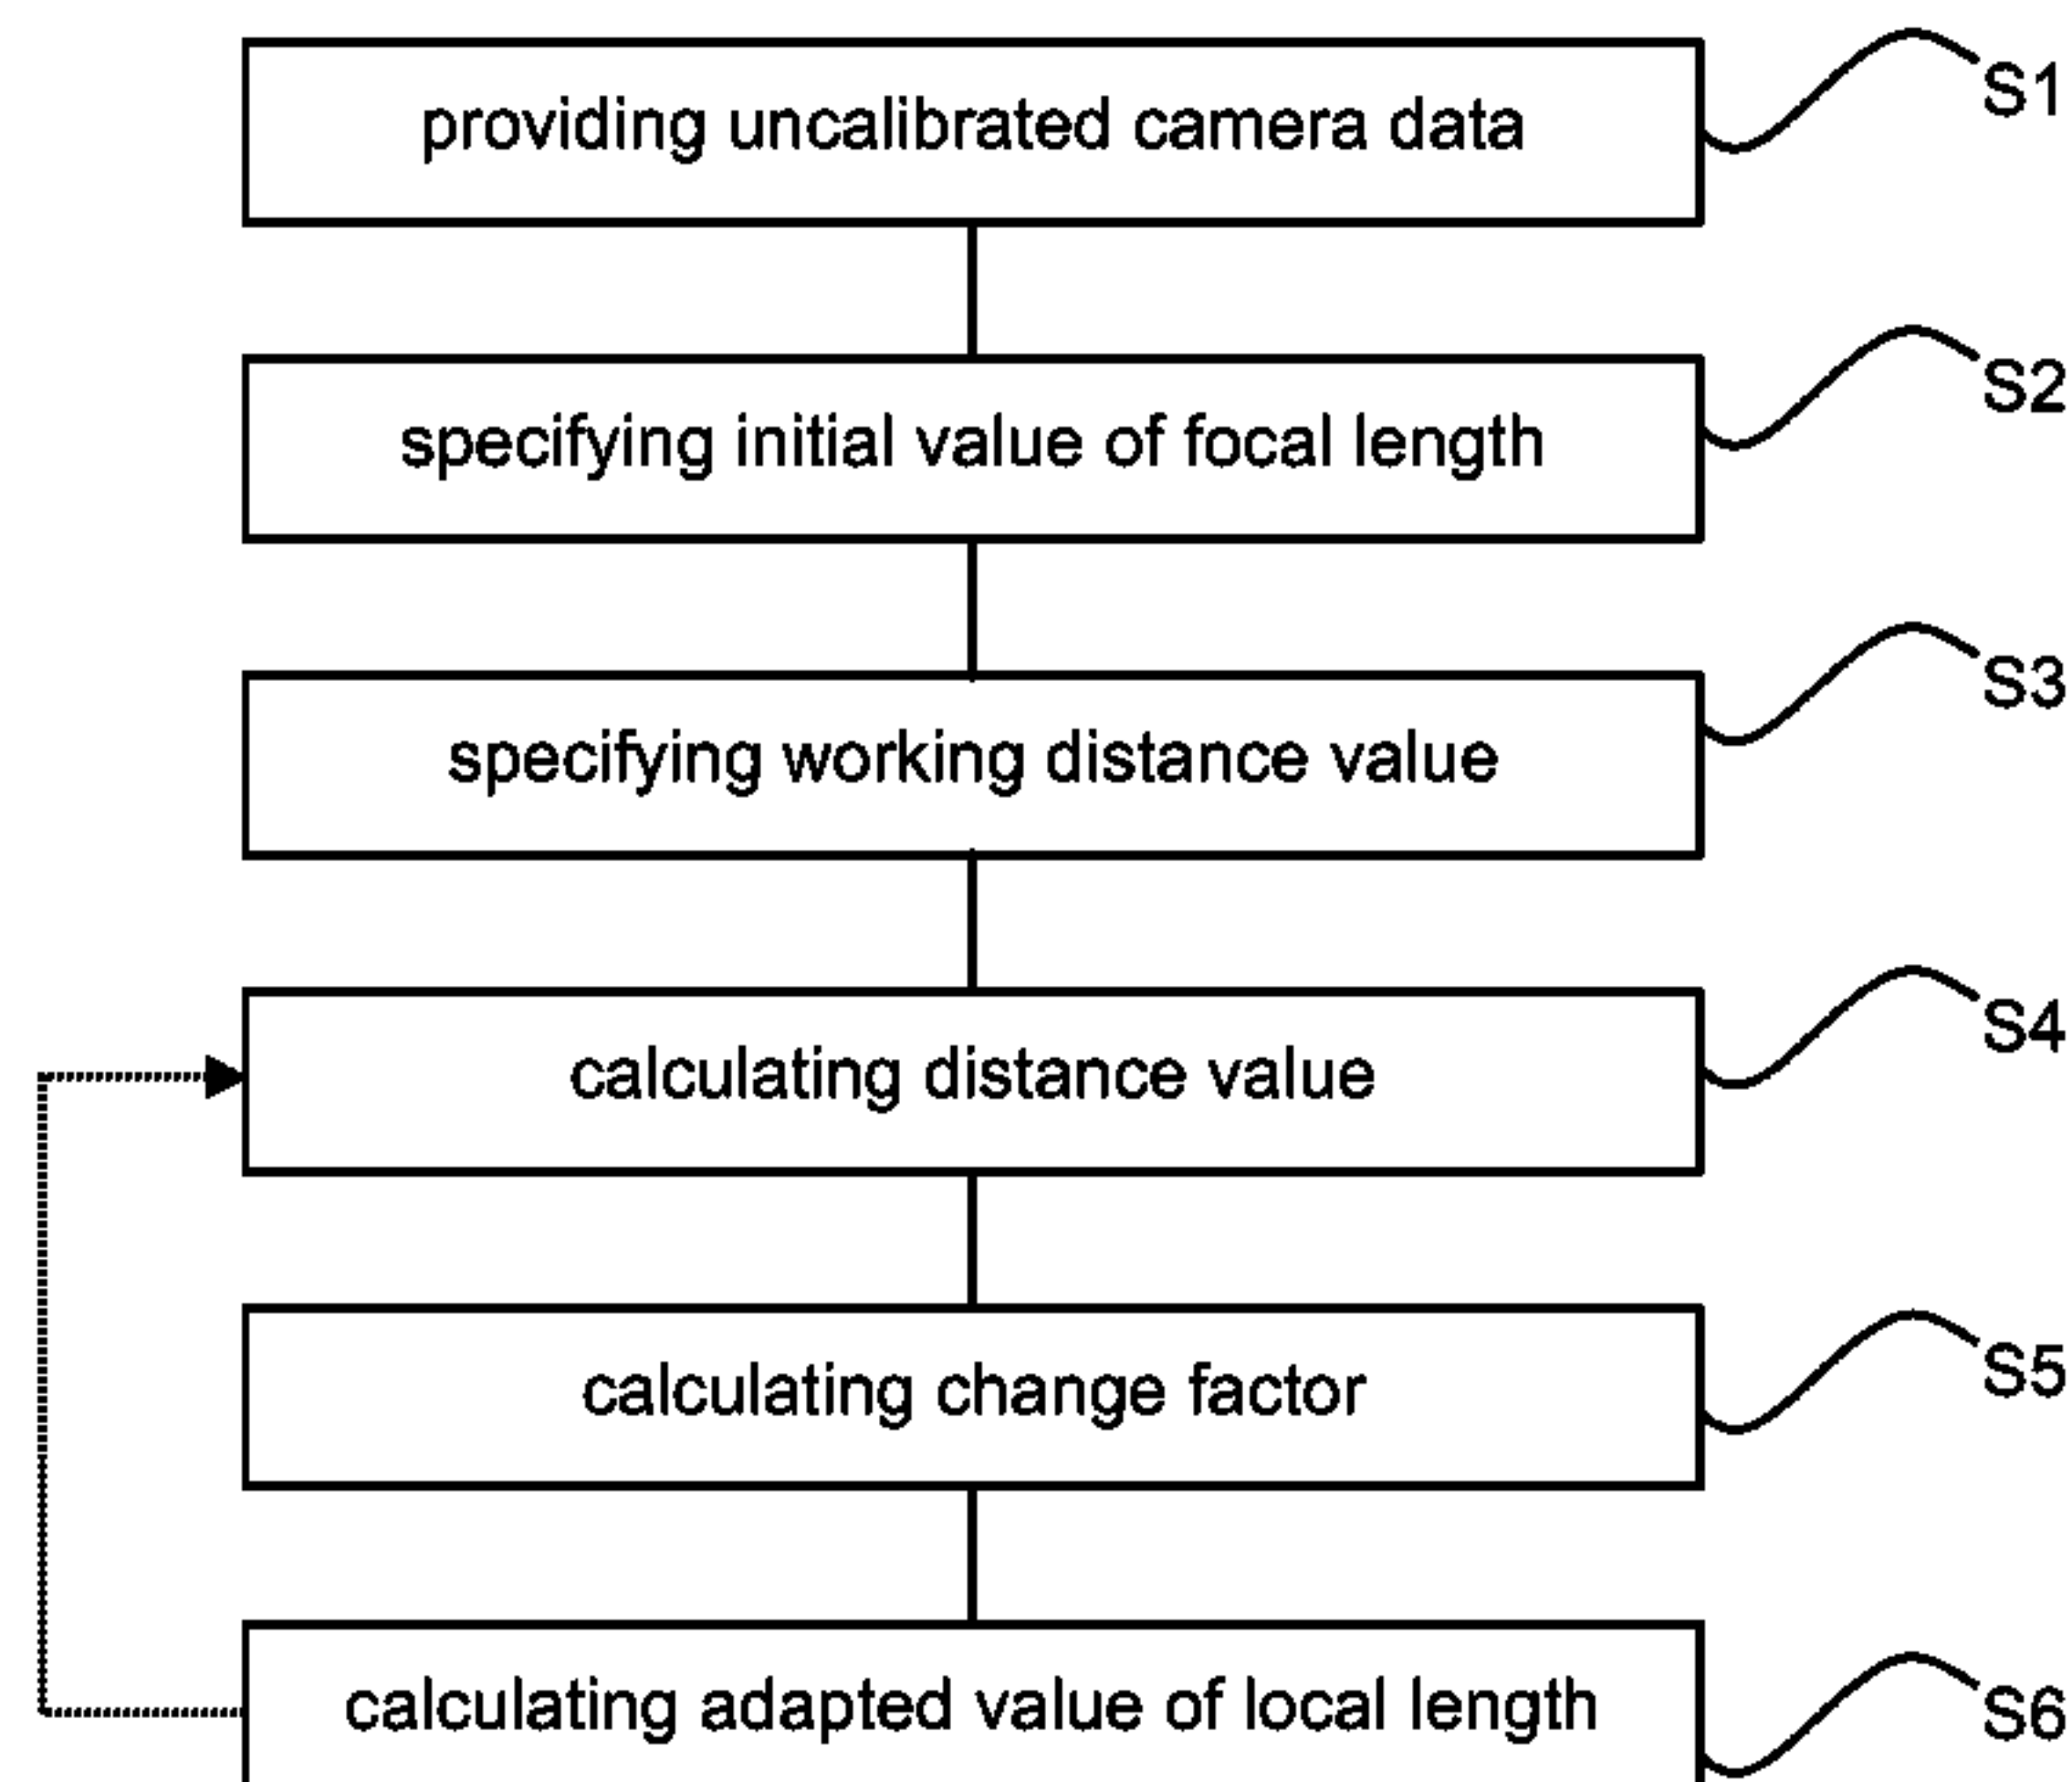 providing uncalibrated camera data S1
specifying initial value of focal length S2
specifying working distance value S3
calculating distance value S4
calculating change factor S5
calculating adapted value of local length S6